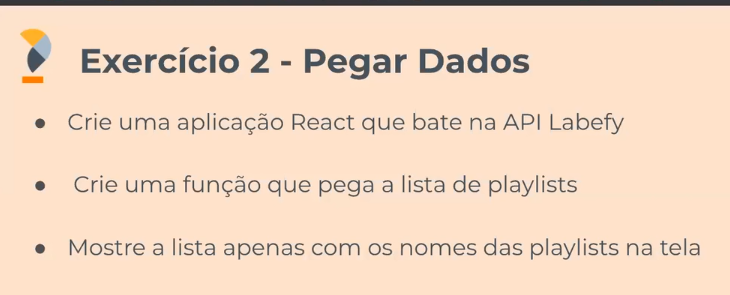 Exercício 2 - Pegar Dados
● Crie uma aplicação React que bate na API Labefy
● Crie uma função que pega a lista de playlists
● Mostre a lista apenas com os nomes das playlists na tela